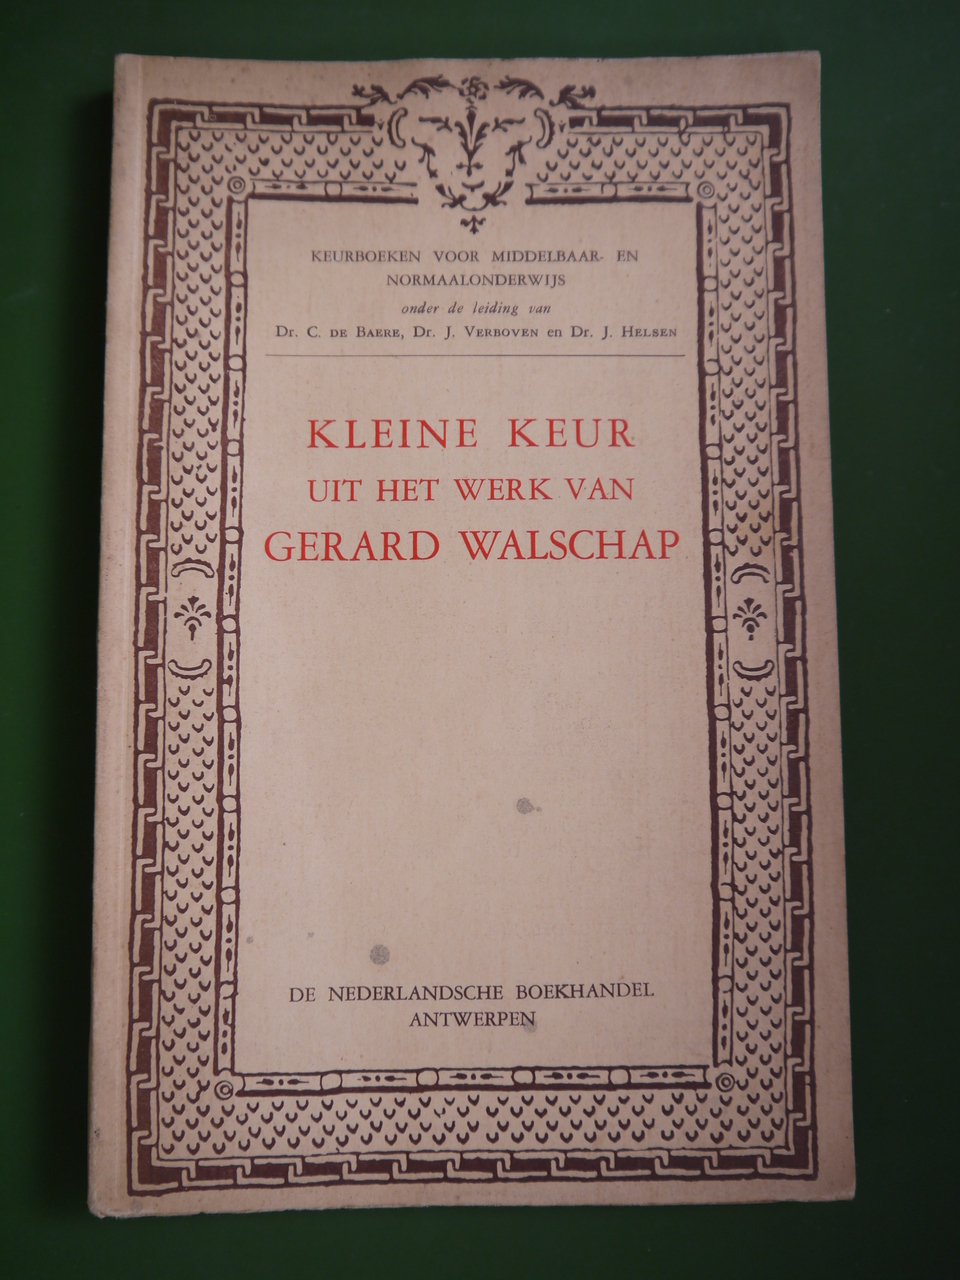 KEURBOEKEN VOOR MIDDELBAAR- EN
NORMAALONDERWIJS
onder de leiding van
Dr. C. DE BAERE, Dr. J. VERBOVEN en Dr. J. HELSEN
KLEINE KEUR
UIT HET WERK VAN
GERARD WALSCHAP
DE NEDERLANDSCHE BOEKHANDEL
ANTWERPEN